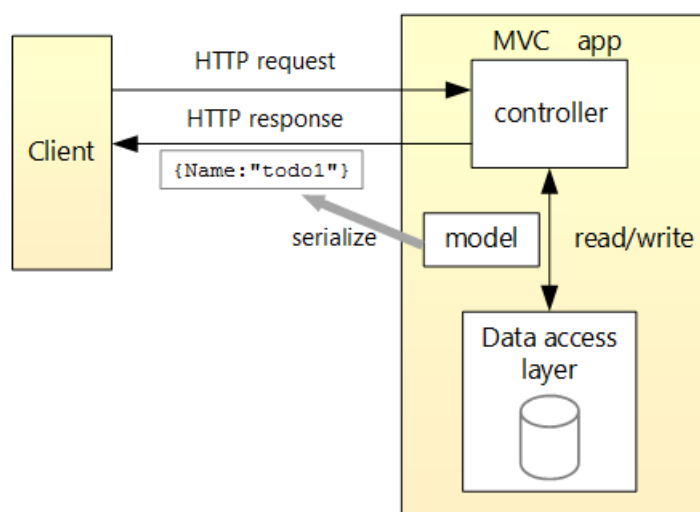 MVC app
HTTP request
controller
HTTP response
Client
{Name:"todo1"}
serialize
model
read/write
Data access
layer